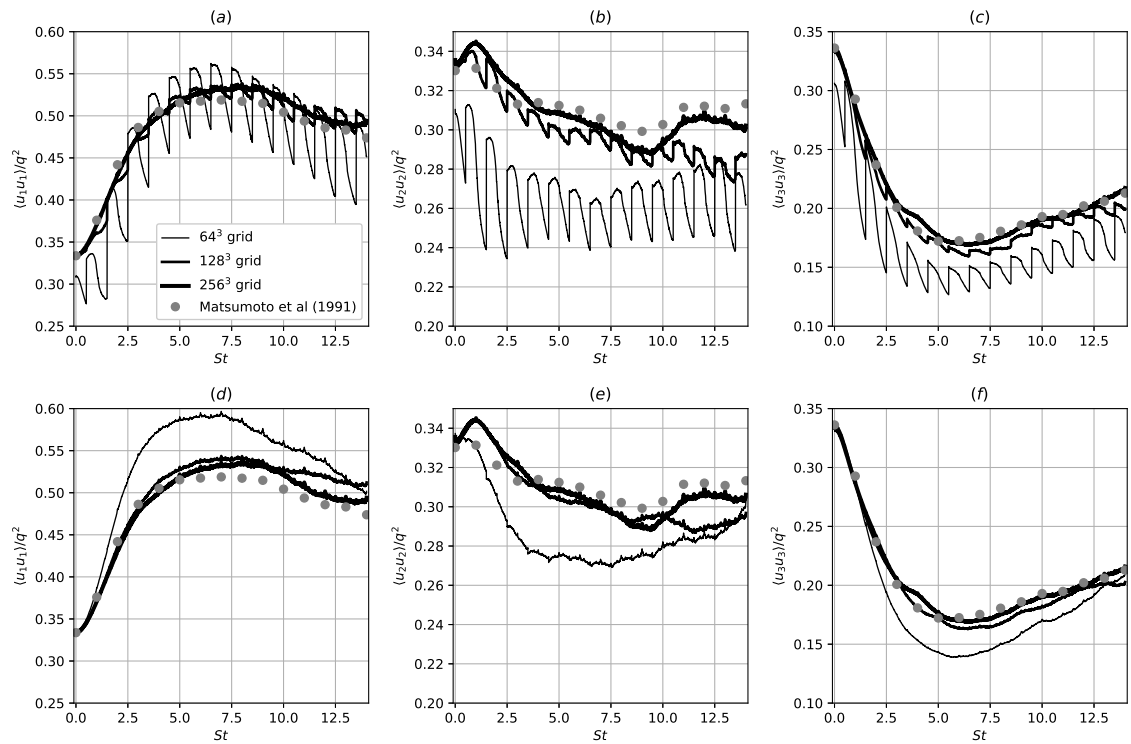 (a)
0.60
0.55
0.50
0.45
0.40
0.35
0.30
0.25
⟨u₁u₁⟩/q²
0.0 2.5 5.0 7.5 10.0 12.5
St
64³ grid
128³ grid
256³ grid
Matsumoto et al (1991)
(b)
0.34
0.32
0.30
0.28
0.26
0.24
0.22
0.20
⟨u₂u₂⟩/q²
0.0 2.5 5.0 7.5 10.0 12.5
St
(c)
0.35
0.30
0.25
0.20
0.15
0.10
⟨u₃u₃⟩/q²
0.0 2.5 5.0 7.5 10.0 12.5
St
(d)
0.60
0.55
0.50
0.45
0.40
0.35
0.30
0.25
⟨u₁u₁⟩/q²
0.0 2.5 5.0 7.5 10.0 12.5
St
(e)
0.34
0.32
0.30
0.28
0.26
0.24
0.22
0.20
⟨u₂u₂⟩/q²
0.0 2.5 5.0 7.5 10.0 12.5
St
(f)
0.35
0.30
0.25
0.20
0.15
0.10
⟨u₃u₃⟩/q²
0.0 2.5 5.0 7.5 10.0 12.5
St